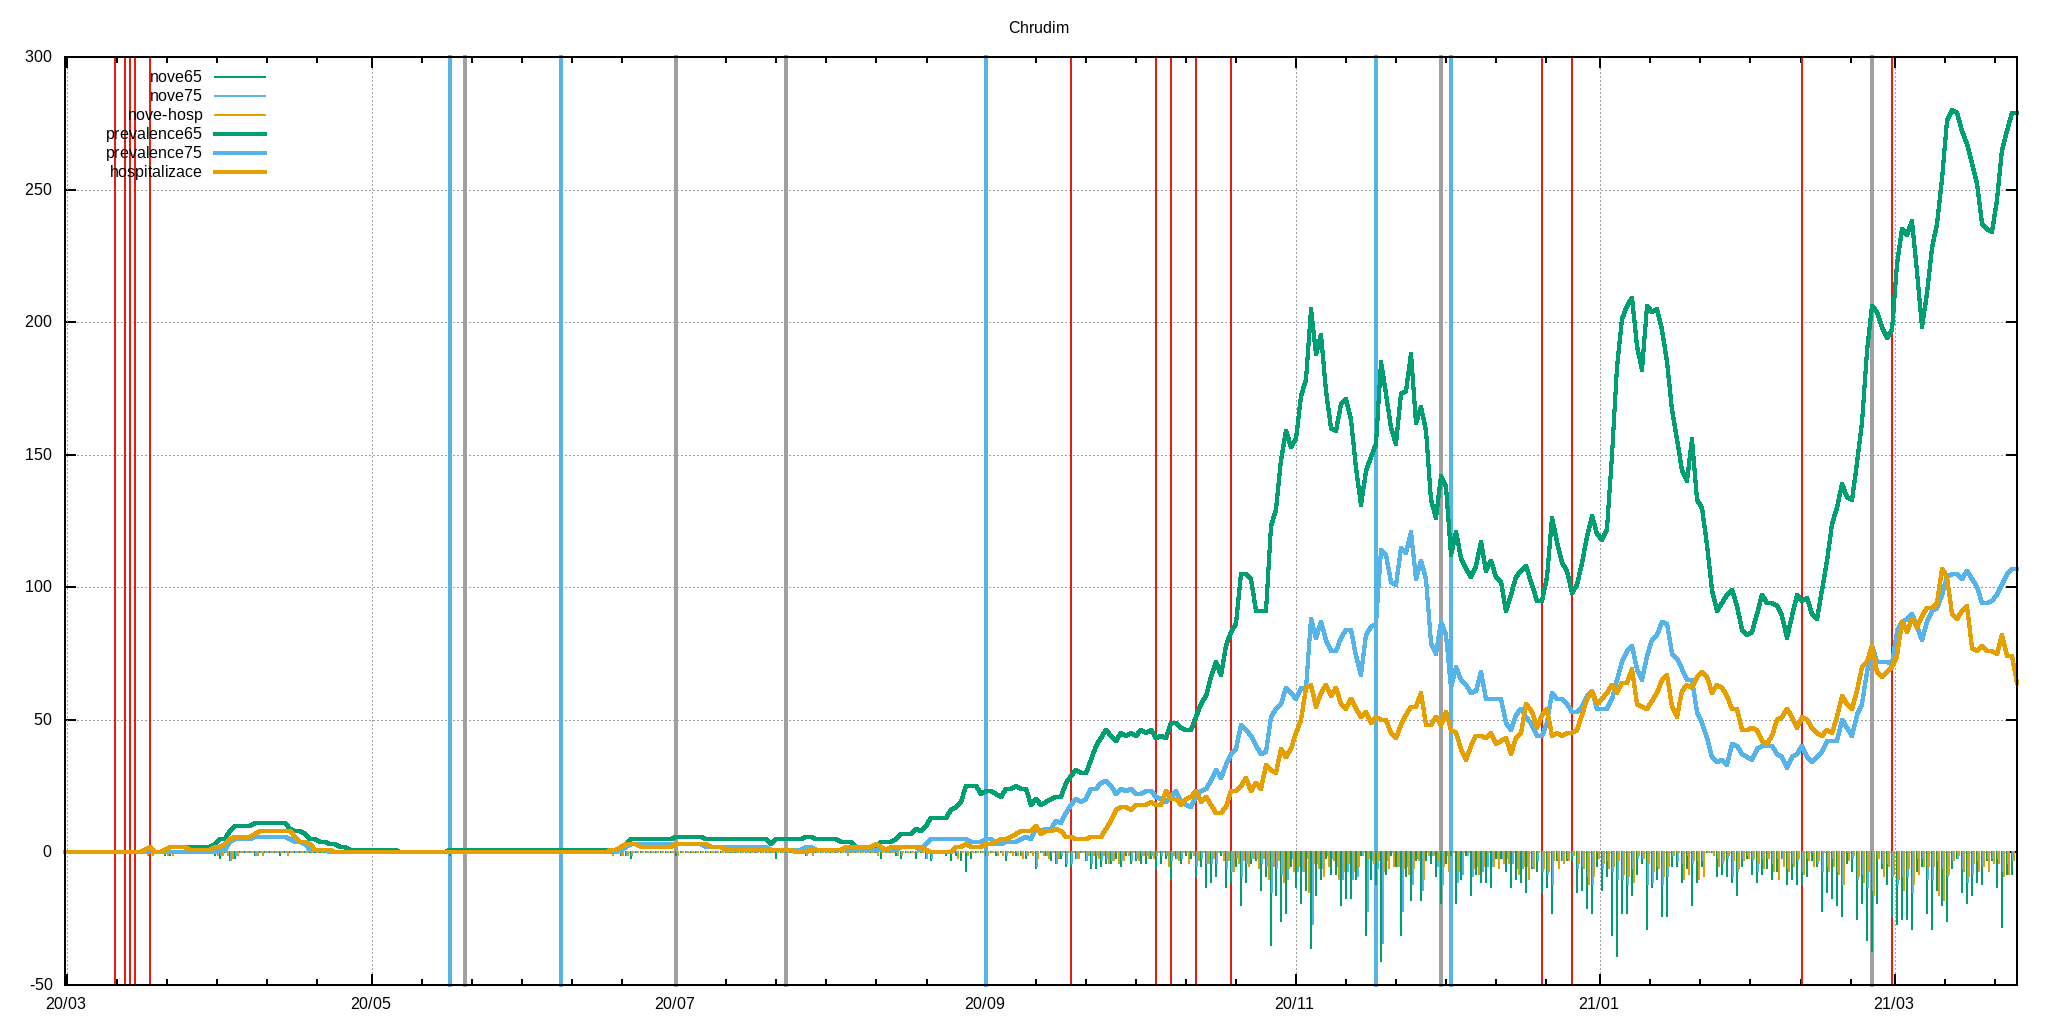 Chrudim
300
250
200
150
100
50
0
-50
nove65
nove75
nove-hosp
prevalence65
prevalence75
hospitalizace
20/03 20/05 20/07 20/09 20/11 21/01 21/03